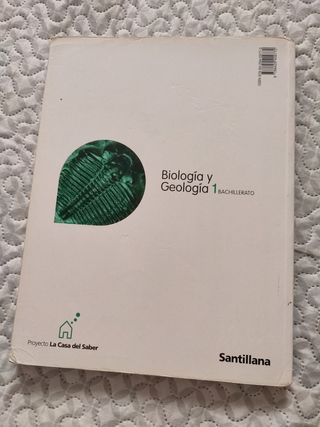 Biología y
Geología 1 BACHILLERATO
Proyecto La Casa del Saber
Santillana